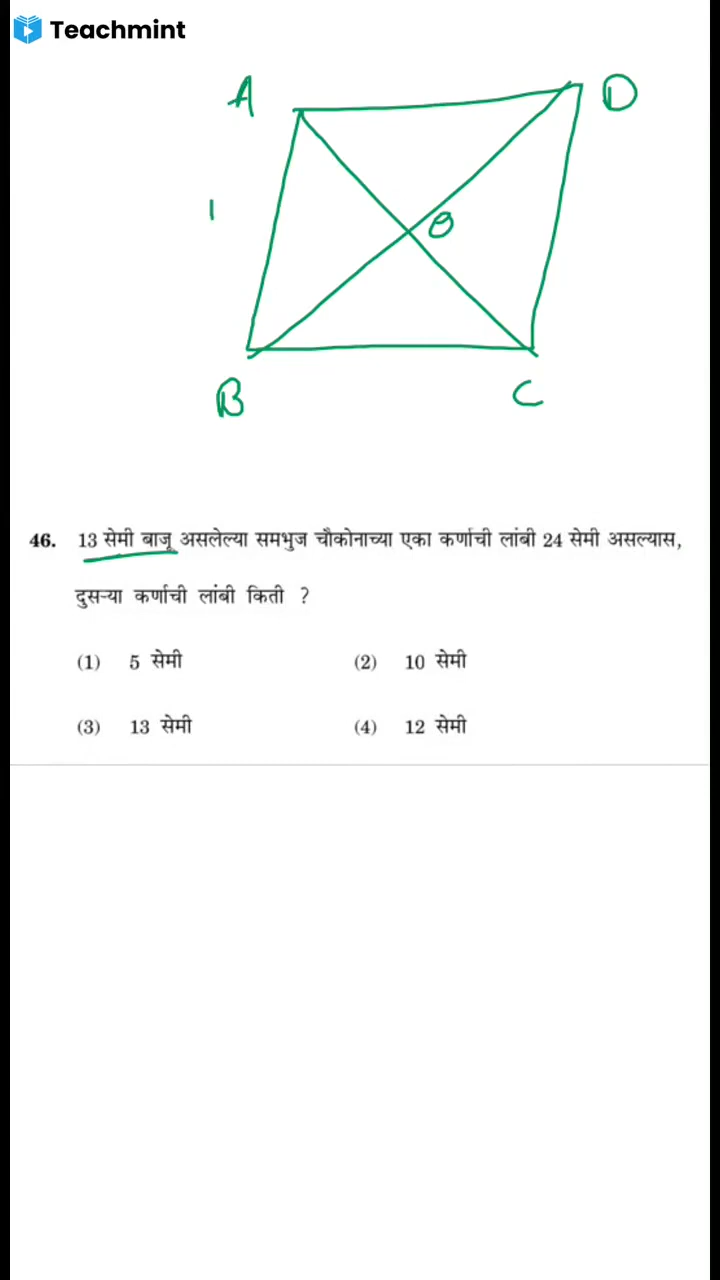 Teachmint
A D
1
O
B C
46. 13 सेमी बाजू असलेल्या समभुज चौकोनाच्या एका कर्णाची लांबी 24 सेमी असल्यास,
दुसऱ्या कर्णाची लांबी किती ?
(1) 5 सेमी (2) 10 सेमी
(3) 13 सेमी (4) 12 सेमी